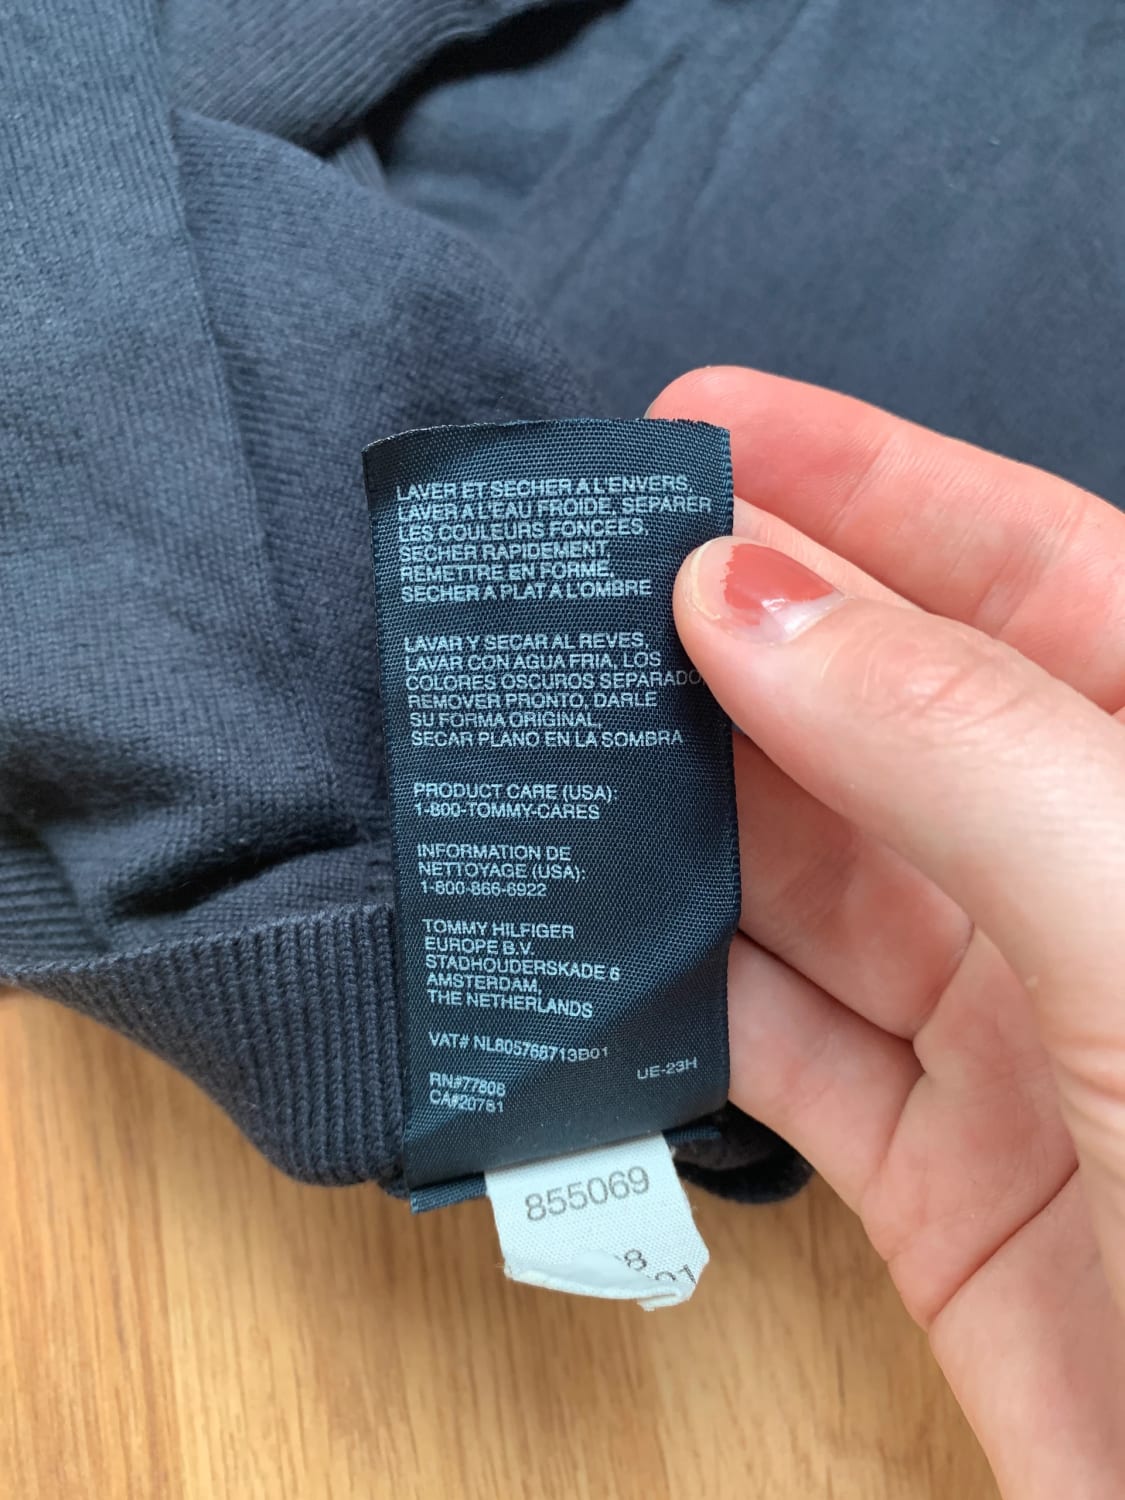 LAVER ET SECHER A L'ENVERS,
LAVER A L'EAU FROIDE, SEPARER
LES COULEURS FONCEES,
SECHER RAPIDEMENT,
REMETTRE EN FORME,
SECHER A PLAT A L'OMBRE
LAVAR Y SECAR AL REVES,
LAVAR CON AGUA FRIA, LOS
COLORES OSCUROS SEPARADO,
REMOVER PRONTO, DARLE
SU FORMA ORIGINAL,
SECAR PLANO EN LA SOMBRA
PRODUCT CARE (USA):
1-800-TOMMY-CARES
INFORMATION DE
NETTOYAGE (USA):
1-800-866-6922
TOMMY HILFIGER
EUROPE B.V.
STADHOUDERSKADE 6
AMSTERDAM,
THE NETHERLANDS
VAT# NL805768713B01
UE-23H
RN#77806
CA#20761
855069